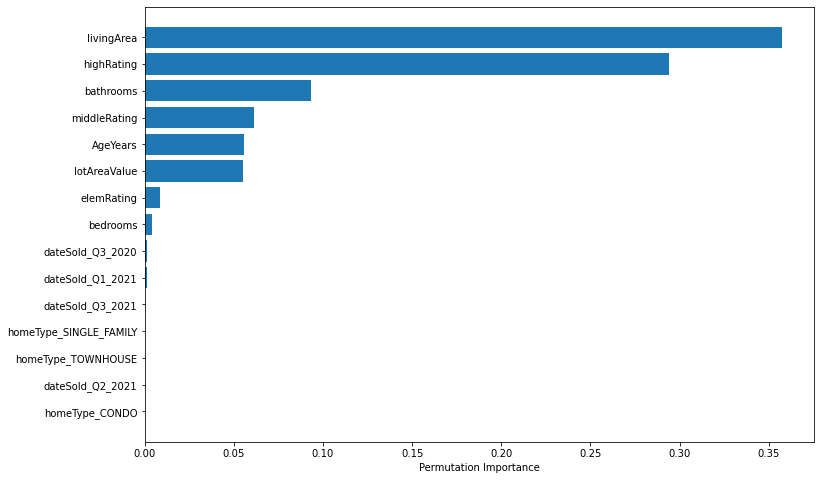 livingArea
highRating
bathrooms
middleRating
AgeYears
lotAreaValue
elemRating
bedrooms
dateSold_Q3_2020
dateSold_Q1_2021
dateSold_Q3_2021
homeType_SINGLE_FAMILY
homeType_TOWNHOUSE
dateSold_Q2_2021
homeType_CONDO
0.00 0.05 0.10 0.15 0.20 0.25 0.30 0.35
Permutation Importance